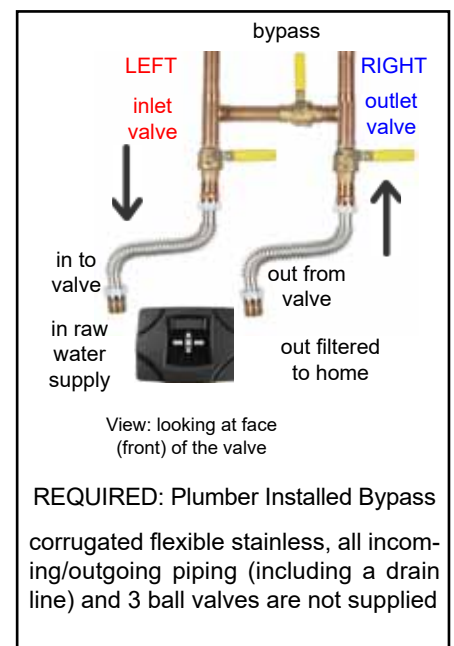 bypass
LEFT
RIGHT
inlet
valve
outlet
valve
in to
valve
out from
valve
in raw
water
supply
out filtered
to home
View: looking at face
(front) of the valve
REQUIRED: Plumber Installed Bypass
corrugated flexible stainless, all incom-
ing/outgoing piping (including a drain
line) and 3 ball valves are not supplied